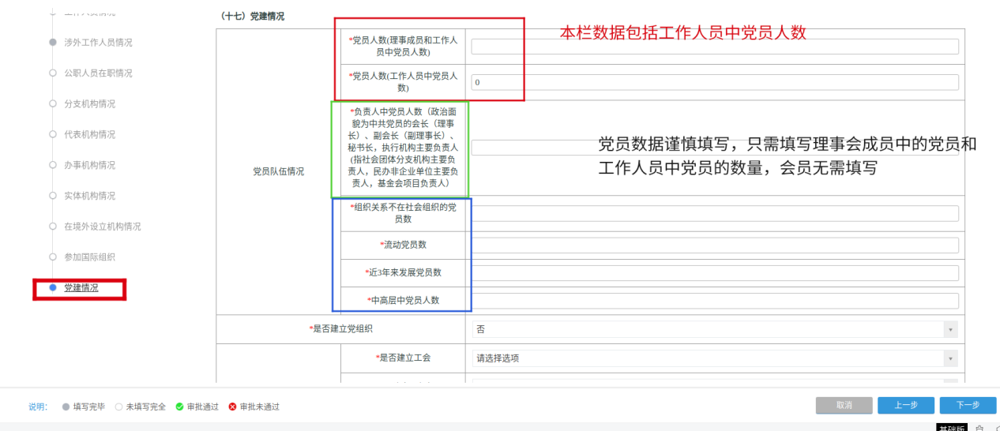 （十七）党建情况
涉外工作人员情况
公职人员在职情况
分支机构情况
代表机构情况
办事机构情况
实体机构情况
在境外设立机构情况
参加国际组织
党建情况
党员队伍情况
*党员人数(理事成员和工作人
员中党员人数)
本栏数据包括工作人员中党员人数
*党员人数(工作人员中党员人
数)
0
*负责人中党员人数（政治面
貌为中共党员的会长（理事
长）、副会长（副理事长）、
秘书长，执行机构主要负责人
(指社会团体分支机构主要负
责人，民办非企业单位主要负
责人，基金会项目负责人）
党员数据谨慎填写，只需填写理事会成员中的党员和
工作人员中党员的数量，会员无需填写
*组织关系不在社会组织的党
员数
*流动党员数
*近3年来发展党员数
*中高层中党员人数
*是否建立党组织
否
*是否建立工会
请选择选项
说明： 填写完毕 未填写完全 审批通过 审批未通过
取消 上一步 下一步
基础版